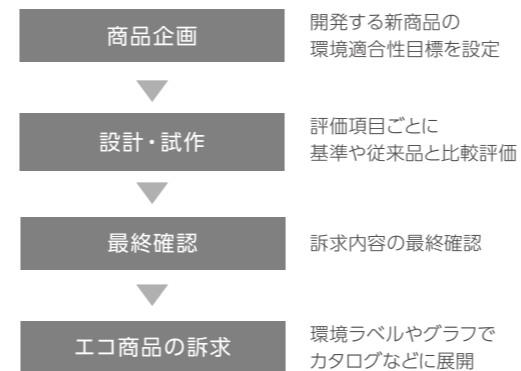 商品企画
開発する新商品の
環境適合性目標を設定
設計・試作
評価項目ごとに
基準や従来品と比較評価
最終確認
訴求内容の最終確認
エコ商品の訴求
環境ラベルやグラフで
カタログなどに展開